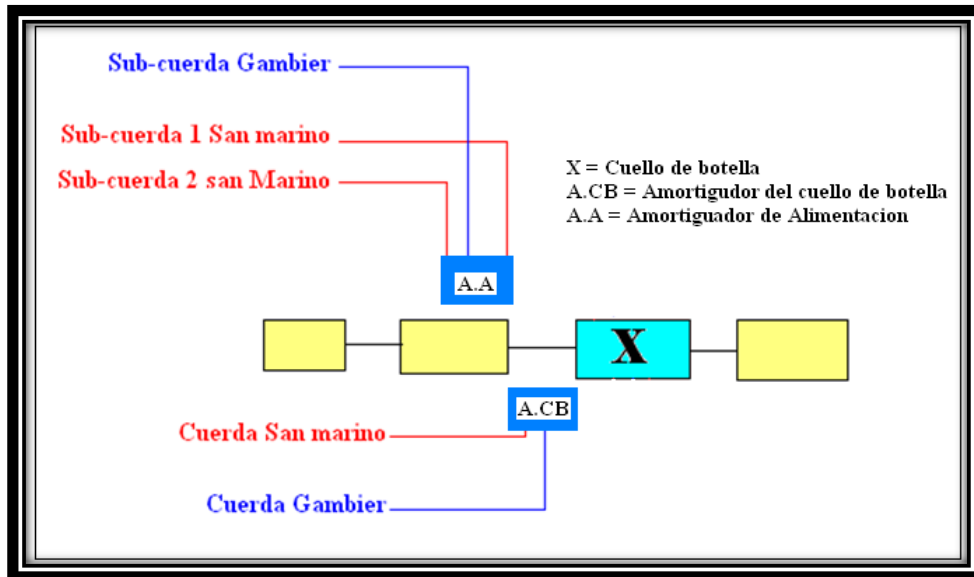 Sub-cuerda Gambier
Sub-cuerda 1 San marino
Sub-cuerda 2 san Marino
X = Cuello de botella
A.CB = Amortigudor del cuello de botella
A.A = Amortiguador de Alimentacion
A.A
X
A.CB
Cuerda San marino
Cuerda Gambier